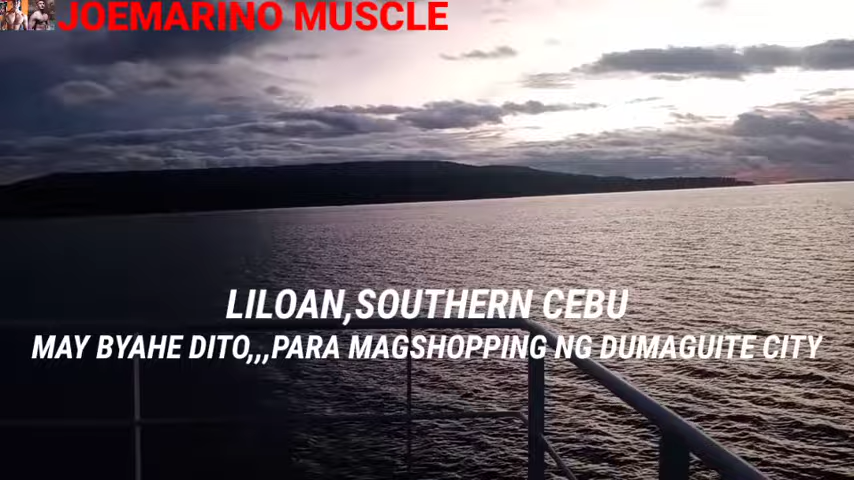 JOEMARINO MUSCLE
LILOAN,SOUTHERN CEBU
MAY BYAHE DITO,,,PARA MAGSHOPPING NG DUMAGUITE CITY